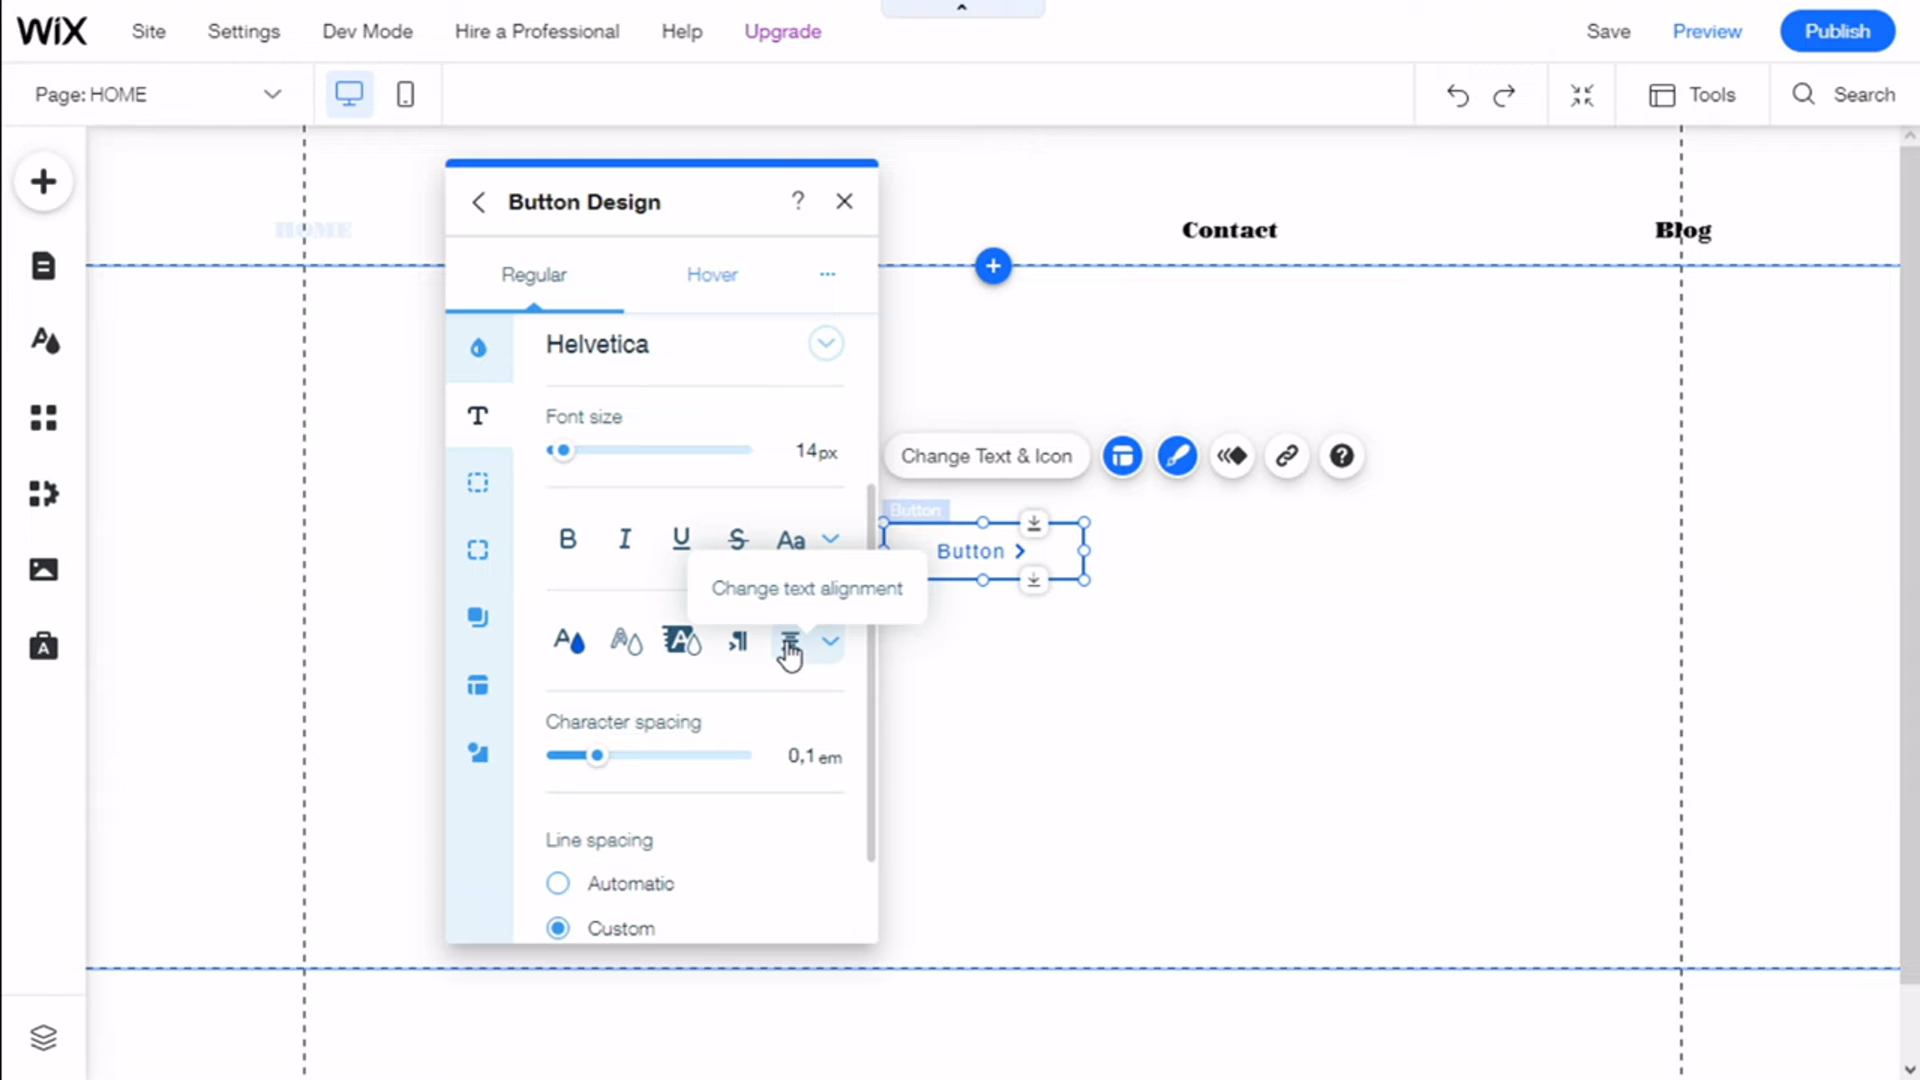 WiX Site Settings Dev Mode Hire a Professional Help Upgrade Save Preview Publish
Page: HOME Tools Search
Button Design ?
HOME Contact Blog
Regular Hover ...
Helvetica
Font size
14px
Change Text & Icon
Button
B I U S Aa
Button
Change text alignment
Character spacing
0,1 em
Line spacing
Automatic
Custom